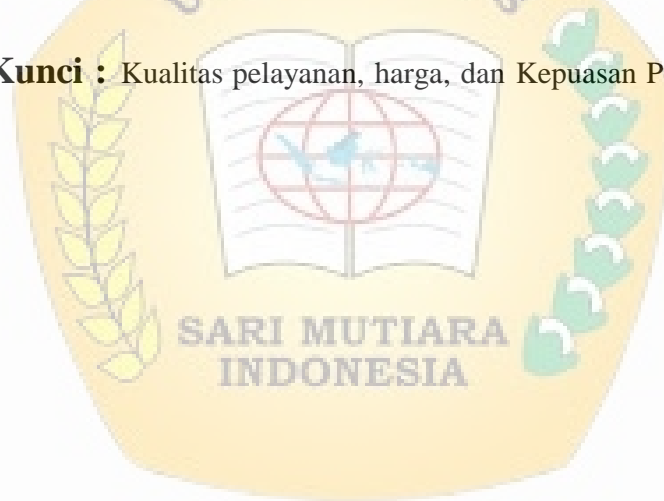 Kunci : Kualitas pelayanan, harga, dan Kepuasan P
SARI MUTIARA
INDONESIA